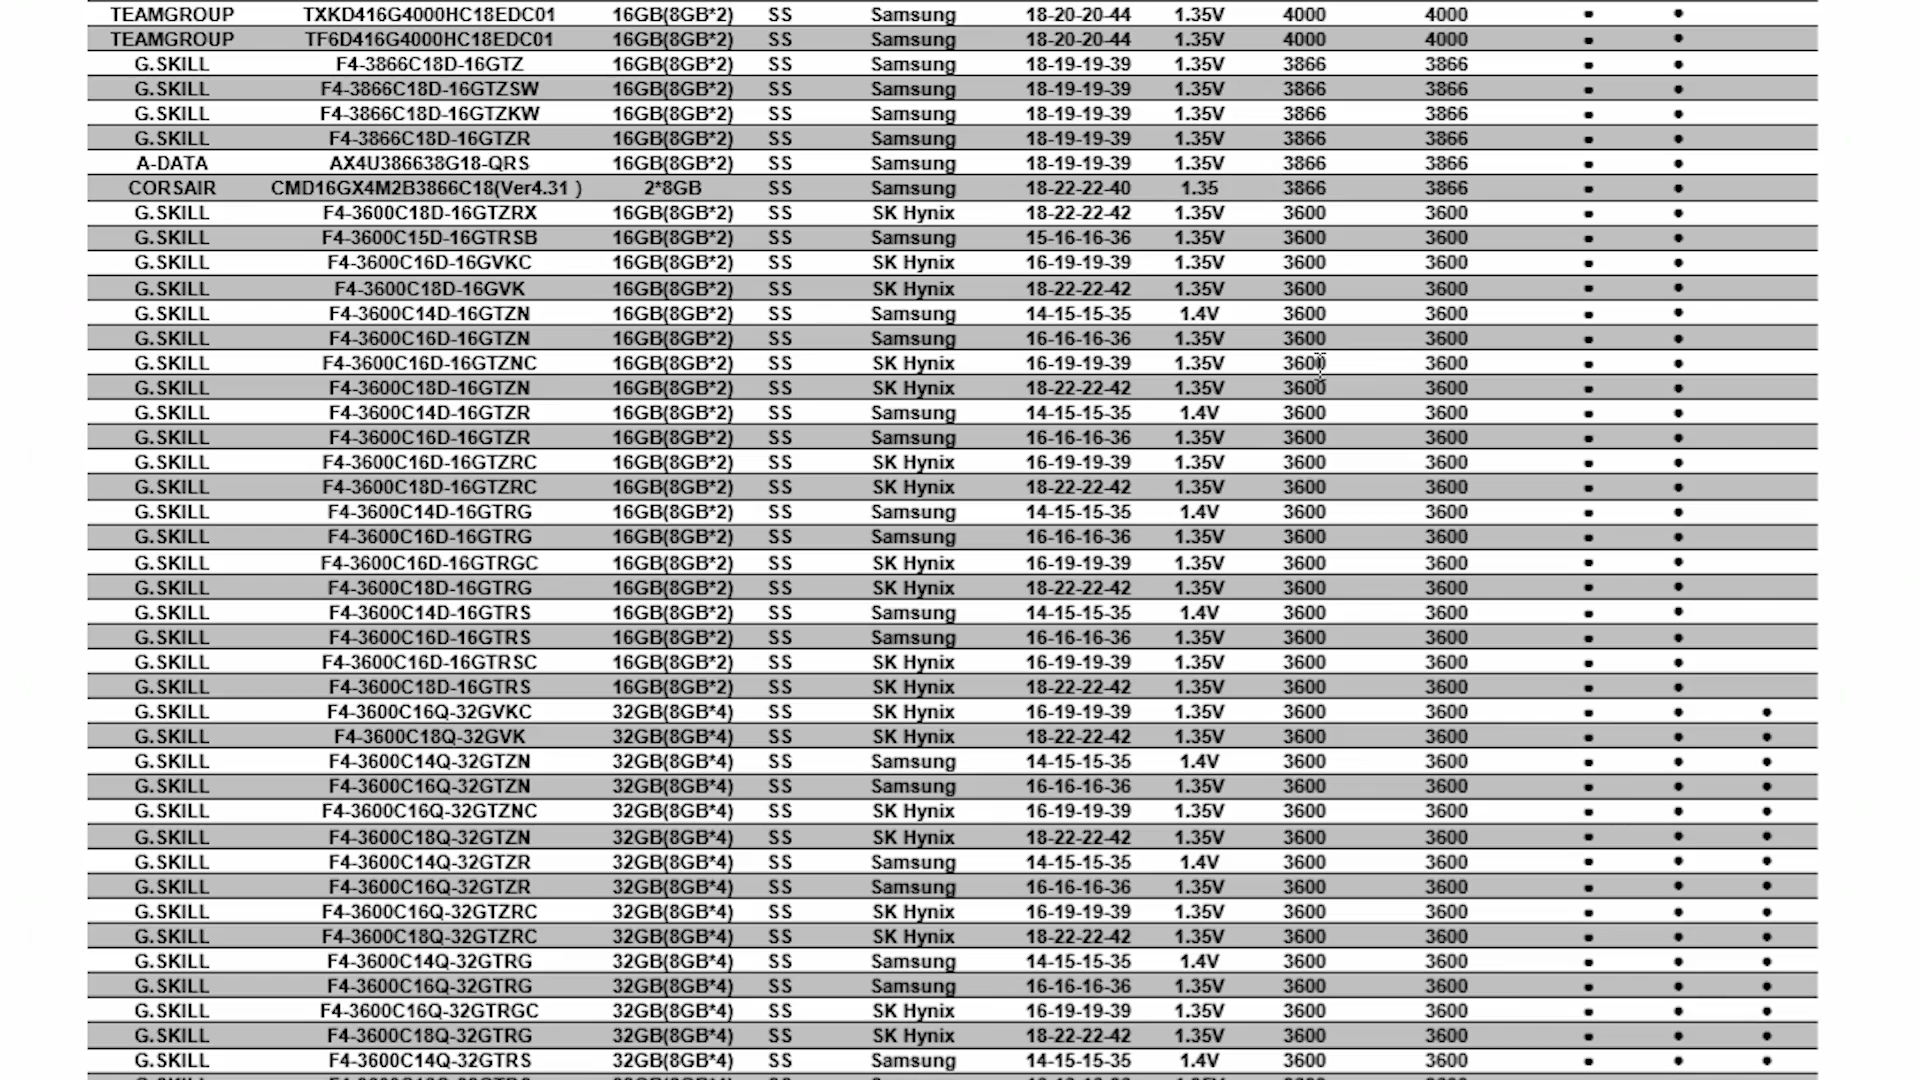 TEAMGROUP TXKD416G4000HC18EDC01 16GB(8GB*2) SS Samsung 18-20-20-44 1.35V 4000 4000 • •
TEAMGROUP TF6D416G4000HC18EDC01 16GB(8GB*2) SS Samsung 18-20-20-44 1.35V 4000 4000 • •
G.SKILL F4-3866C18D-16GTZ 16GB(8GB*2) SS Samsung 18-19-19-39 1.35V 3866 3866 • •
G.SKILL F4-3866C18D-16GTZSW 16GB(8GB*2) SS Samsung 18-19-19-39 1.35V 3866 3866 • •
G.SKILL F4-3866C18D-16GTZKW 16GB(8GB*2) SS Samsung 18-19-19-39 1.35V 3866 3866 • •
G.SKILL F4-3866C18D-16GTZR 16GB(8GB*2) SS Samsung 18-19-19-39 1.35V 3866 3866 • •
A-DATA AX4U386638G18-QRS 16GB(8GB*2) SS Samsung 18-19-19-39 1.35V 3866 3866 • •
CORSAIR CMD16GX4M2B3866C18(Ver4.31 ) 2*8GB SS Samsung 18-22-22-40 1.35 3866 3866 • •
G.SKILL F4-3600C18D-16GTZRX 16GB(8GB*2) SS SK Hynix 18-22-22-42 1.35V 3600 3600 • •
G.SKILL F4-3600C15D-16GTRSB 16GB(8GB*2) SS Samsung 15-16-16-36 1.35V 3600 3600 • •
G.SKILL F4-3600C16D-16GVKC 16GB(8GB*2) SS SK Hynix 16-19-19-39 1.35V 3600 3600 • •
G.SKILL F4-3600C18D-16GVK 16GB(8GB*2) SS SK Hynix 18-22-22-42 1.35V 3600 3600 • •
G.SKILL F4-3600C14D-16GTZN 16GB(8GB*2) SS Samsung 14-15-15-35 1.4V 3600 3600 • •
G.SKILL F4-3600C16D-16GTZN 16GB(8GB*2) SS Samsung 16-16-16-36 1.35V 3600 3600 • •
G.SKILL F4-3600C16D-16GTZNC 16GB(8GB*2) SS SK Hynix 16-19-19-39 1.35V 3600 3600 • •
G.SKILL F4-3600C18D-16GTZN 16GB(8GB*2) SS SK Hynix 18-22-22-42 1.35V 3600 3600 • •
G.SKILL F4-3600C14D-16GTZR 16GB(8GB*2) SS Samsung 14-15-15-35 1.4V 3600 3600 • •
G.SKILL F4-3600C16D-16GTZR 16GB(8GB*2) SS Samsung 16-16-16-36 1.35V 3600 3600 • •
G.SKILL F4-3600C16D-16GTZRC 16GB(8GB*2) SS SK Hynix 16-19-19-39 1.35V 3600 3600 • •
G.SKILL F4-3600C18D-16GTZRC 16GB(8GB*2) SS SK Hynix 18-22-22-42 1.35V 3600 3600 • •
G.SKILL F4-3600C14D-16GTRG 16GB(8GB*2) SS Samsung 14-15-15-35 1.4V 3600 3600 • •
G.SKILL F4-3600C16D-16GTRG 16GB(8GB*2) SS Samsung 16-16-16-36 1.35V 3600 3600 • •
G.SKILL F4-3600C16D-16GTRGC 16GB(8GB*2) SS SK Hynix 16-19-19-39 1.35V 3600 3600 • •
G.SKILL F4-3600C18D-16GTRG 16GB(8GB*2) SS SK Hynix 18-22-22-42 1.35V 3600 3600 • •
G.SKILL F4-3600C14D-16GTRS 16GB(8GB*2) SS Samsung 14-15-15-35 1.4V 3600 3600 • •
G.SKILL F4-3600C16D-16GTRS 16GB(8GB*2) SS Samsung 16-16-16-36 1.35V 3600 3600 • •
G.SKILL F4-3600C16D-16GTRSC 16GB(8GB*2) SS SK Hynix 16-19-19-39 1.35V 3600 3600 • •
G.SKILL F4-3600C18D-16GTRS 16GB(8GB*2) SS SK Hynix 18-22-22-42 1.35V 3600 3600 • •
G.SKILL F4-3600C16Q-32GVKC 32GB(8GB*4) SS SK Hynix 16-19-19-39 1.35V 3600 3600 • • •
G.SKILL F4-3600C18Q-32GVK 32GB(8GB*4) SS SK Hynix 18-22-22-42 1.35V 3600 3600 • • •
G.SKILL F4-3600C14Q-32GTZN 32GB(8GB*4) SS Samsung 14-15-15-35 1.4V 3600 3600 • • •
G.SKILL F4-3600C16Q-32GTZN 32GB(8GB*4) SS Samsung 16-16-16-36 1.35V 3600 3600 • • •
G.SKILL F4-3600C16Q-32GTZNC 32GB(8GB*4) SS SK Hynix 16-19-19-39 1.35V 3600 3600 • • •
G.SKILL F4-3600C18Q-32GTZN 32GB(8GB*4) SS SK Hynix 18-22-22-42 1.35V 3600 3600 • • •
G.SKILL F4-3600C14Q-32GTZR 32GB(8GB*4) SS Samsung 14-15-15-35 1.4V 3600 3600 • • •
G.SKILL F4-3600C16Q-32GTZR 32GB(8GB*4) SS Samsung 16-16-16-36 1.35V 3600 3600 • • •
G.SKILL F4-3600C16Q-32GTZRC 32GB(8GB*4) SS SK Hynix 16-19-19-39 1.35V 3600 3600 • • •
G.SKILL F4-3600C18Q-32GTZRC 32GB(8GB*4) SS SK Hynix 18-22-22-42 1.35V 3600 3600 • • •
G.SKILL F4-3600C14Q-32GTRG 32GB(8GB*4) SS Samsung 14-15-15-35 1.4V 3600 3600 • • •
G.SKILL F4-3600C16Q-32GTRG 32GB(8GB*4) SS Samsung 16-16-16-36 1.35V 3600 3600 • • •
G.SKILL F4-3600C16Q-32GTRGC 32GB(8GB*4) SS SK Hynix 16-19-19-39 1.35V 3600 3600 • • •
G.SKILL F4-3600C18Q-32GTRG 32GB(8GB*4) SS SK Hynix 18-22-22-42 1.35V 3600 3600 • • •
G.SKILL F4-3600C14Q-32GTRS 32GB(8GB*4) SS Samsung 14-15-15-35 1.4V 3600 3600 • • •